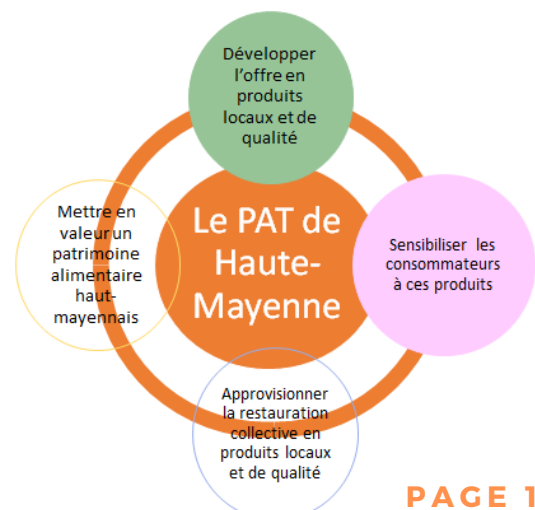 Développer
l'offre en
produits
locaux et de
qualité
Le PAT de
Haute-
Mayenne
Sensibiliser les
consommateurs
à ces produits
Approvisionner
la restauration
collective en
produits locaux
et de qualité
Mettre en
valeur un
patrimoine
alimentaire
haut-
mayennais
PAGE 1